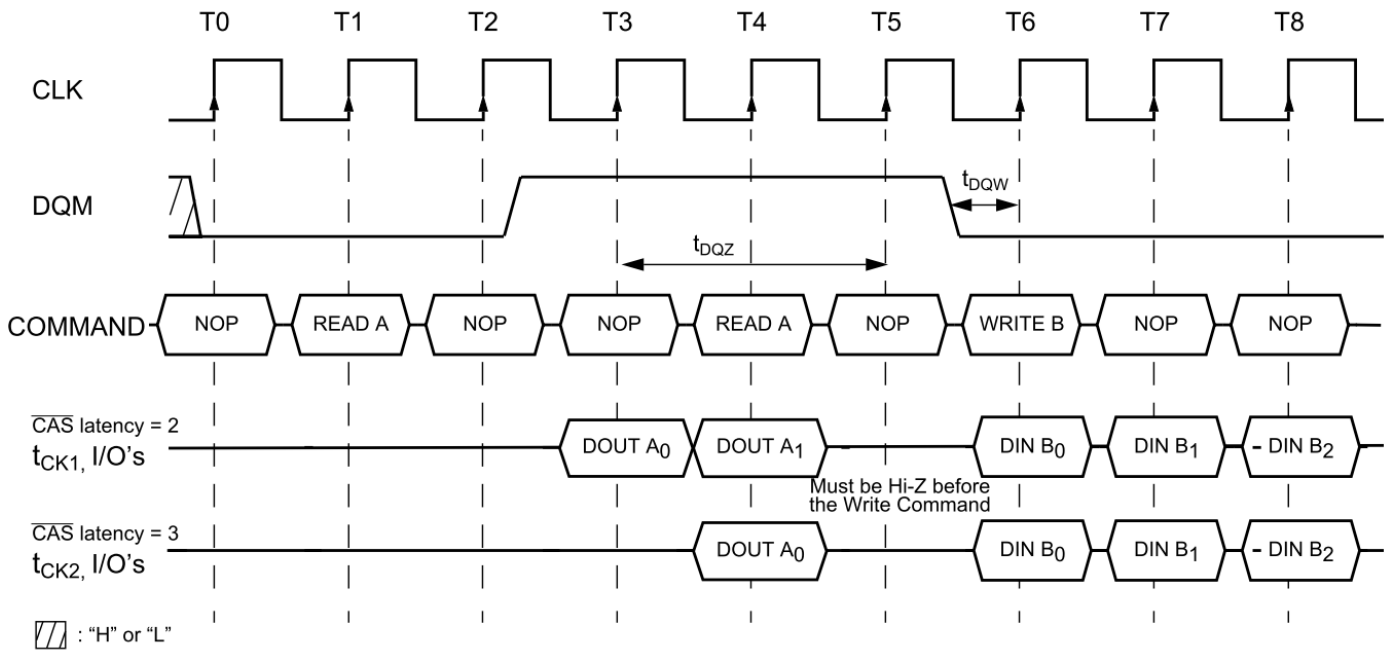 T0 T1 T2 T3 T4 T5 T6 T7 T8
CLK
DQM
tDQW
tDQZ
COMMAND NOP READ A NOP NOP READ A NOP WRITE B NOP NOP
CAS latency = 2
tCK1, I/O's
DOUT A0 DOUT A1 DIN B0 DIN B1 DIN B2
Must be Hi-Z before
the Write Command
CAS latency = 3
tCK2, I/O's
DOUT A0 DIN B0 DIN B1 DIN B2
: “H” or “L”